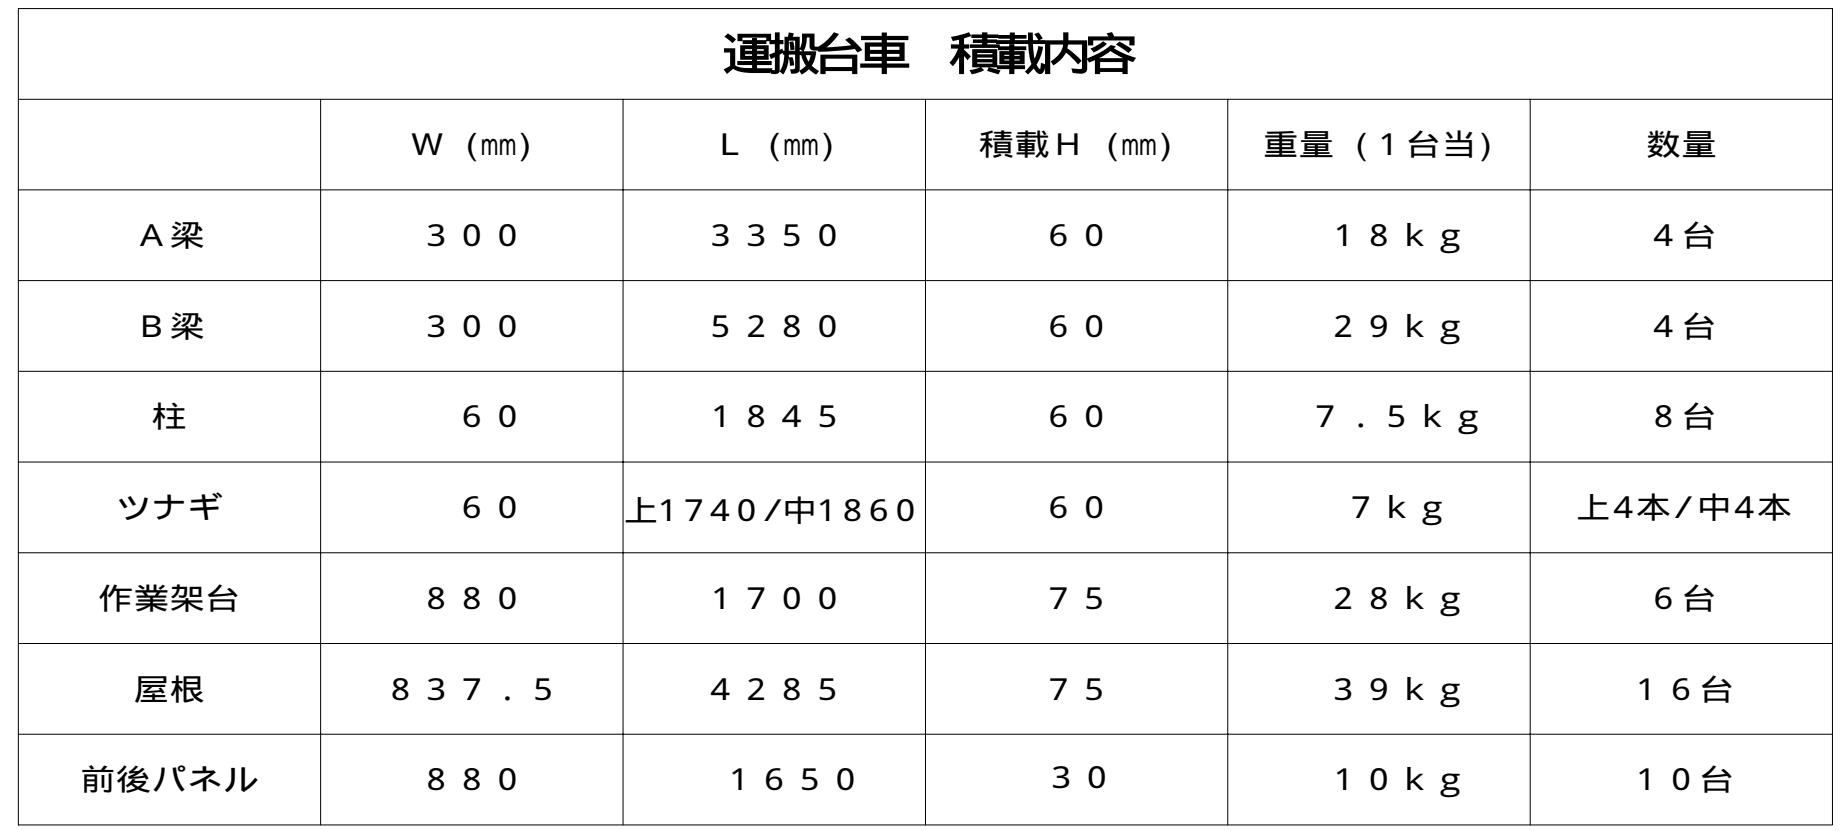 運搬台車　積載内容
Ｗ (㎜)　Ｌ (㎜)　積載Ｈ (㎜)　重量 (１台当)　数量
Ａ梁　３００　３３５０　６０　１８ｋｇ　４台
Ｂ梁　３００　５２８０　６０　２９ｋｇ　４台
柱　６０　１８４５　６０　７．５ｋｇ　８台
ツナギ　６０　上1７４０/中1８６０　６０　７ｋｇ　上4本/中4本
作業架台　８８０　１７００　７５　２８ｋｇ　６台
屋根　８３７．５　４２８５　７５　３９ｋｇ　１６台
前後パネル　８８０　１６５０　３０　１０ｋｇ　１０台